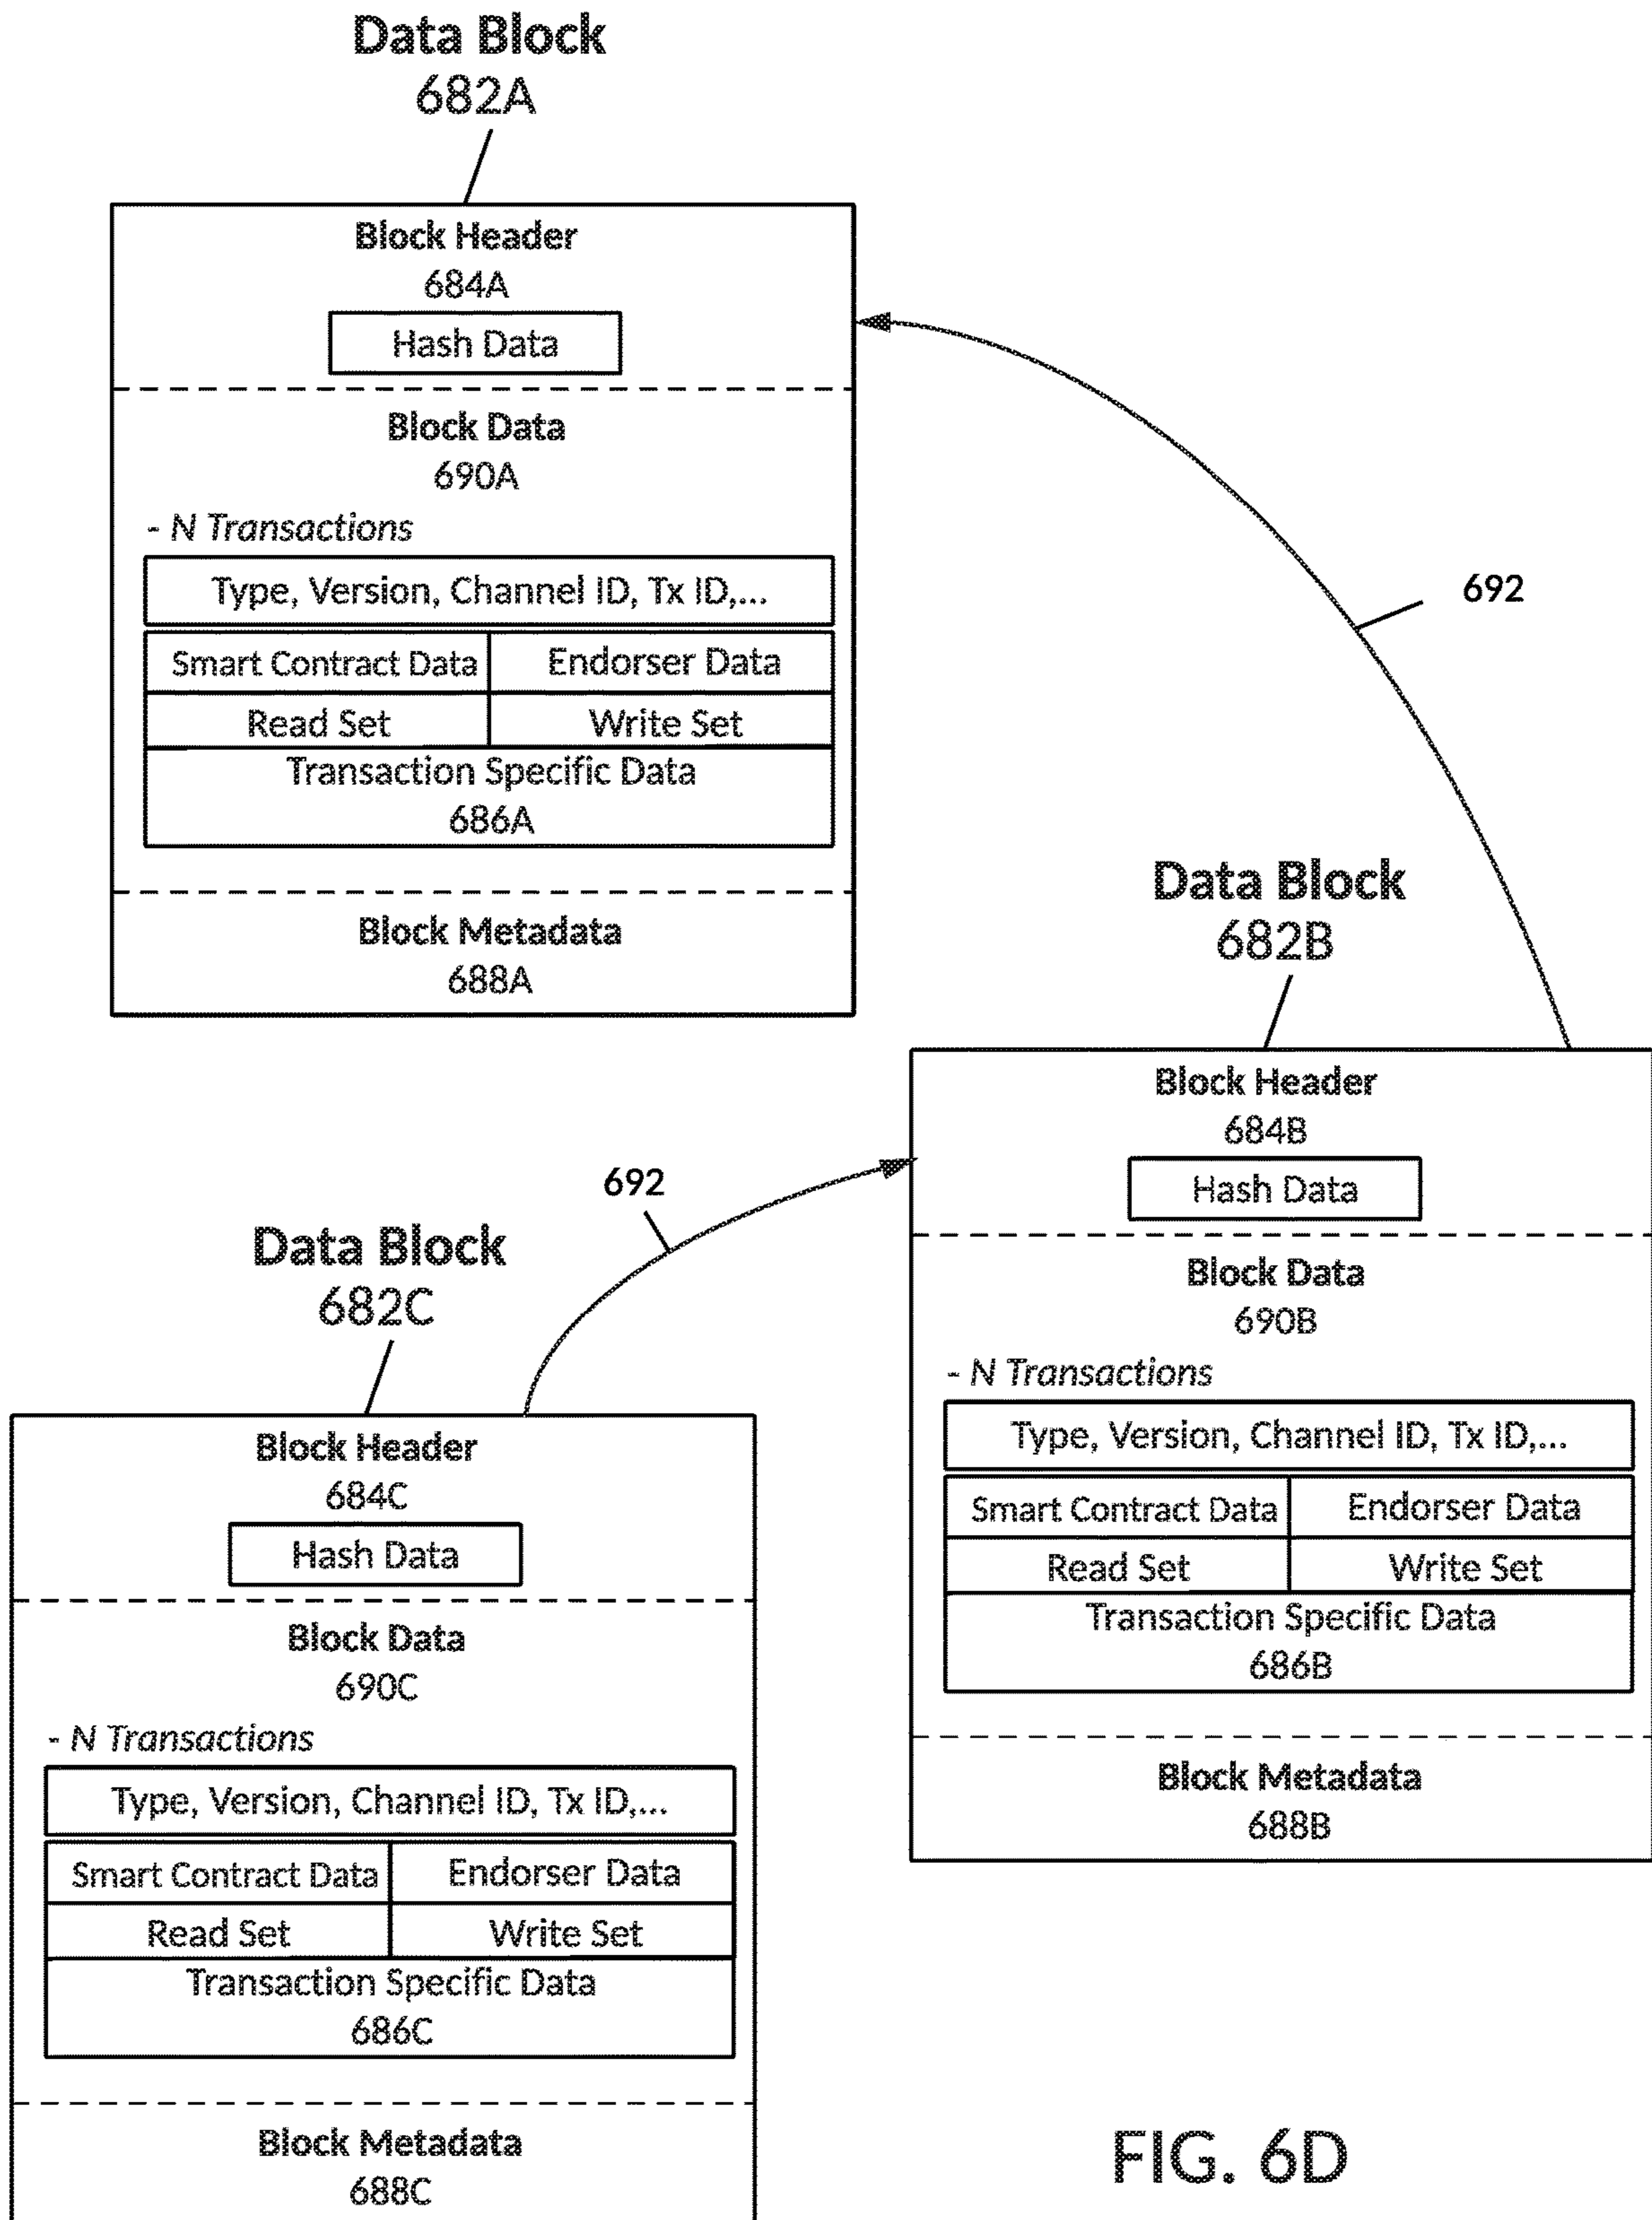 Data Block
682A
Block Header
684A
Hash Data
Block Data
690A
- N Transactions
Type, Version, Channel ID, Tx ID,...
Smart Contract Data
Endorser Data
Read Set
Write Set
Transaction Specific Data
686A
Block Metadata
688A
692
Data Block
682B
Block Header
684B
Hash Data
Block Data
690B
- N Transactions
Type, Version, Channel ID, Tx ID,...
Smart Contract Data
Endorser Data
Read Set
Write Set
Transaction Specific Data
686B
Block Metadata
688B
692
Data Block
682C
Block Header
684C
Hash Data
Block Data
690C
- N Transactions
Type, Version, Channel ID, Tx ID,...
Smart Contract Data
Endorser Data
Read Set
Write Set
Transaction Specific Data
686C
Block Metadata
688C
FIG. 6D